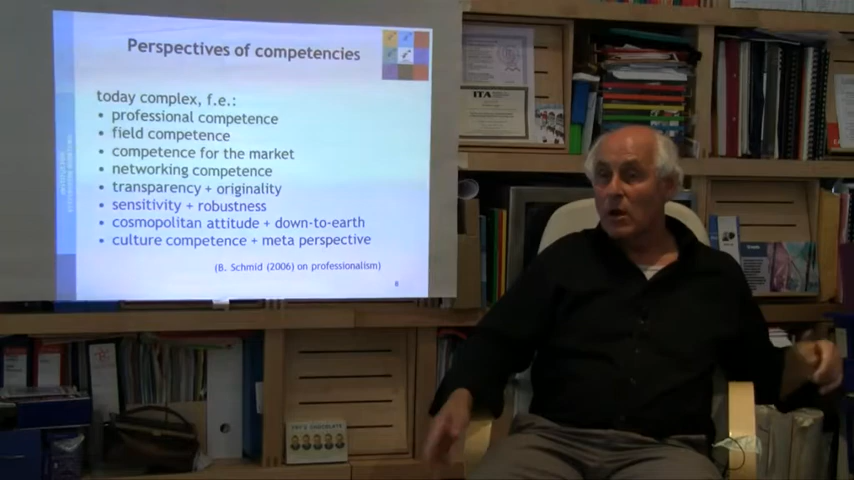 Perspectives of competencies
today complex, f.e.:
• professional competence
• field competence
• competence for the market
• networking competence
• transparency + originality
• sensitivity + robustness
• cosmopolitan attitude + down-to-earth
• culture competence + meta perspective
(B. Schmid (2006) on professionalism)
8
ITA